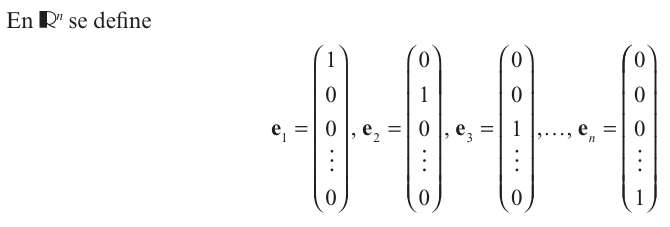 En ℝⁿ se define
e₁ = (1 0 0 ⋮ 0), e₂ = (0 1 0 ⋮ 0), e₃ = (0 0 1 ⋮ 0),…, eₙ = (0 0 0 ⋮ 1)